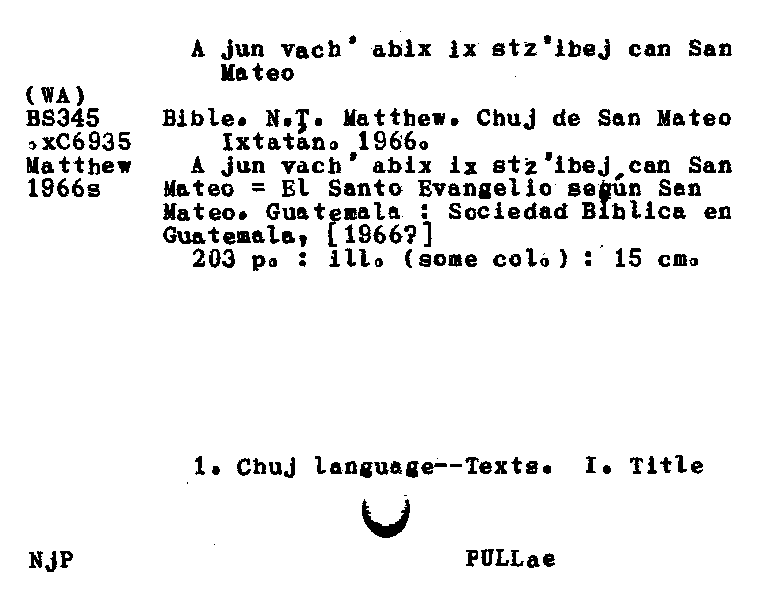 A jun vach' abix ix stz'ibej can San
Mateo
(WA)
BS345 Bible. N.T. Matthew. Chuj de San Mateo
.xC6935 Ixtatán. 1966.
Matthew A jun vach' abix ix stz'ibej can San
1966s Mateo = El Santo Evangelio según San
Mateo. Guatemala : Sociedad Bíblica en
Guatemala, [1966?]
203 p. : ill. (some col.) : 15 cm.
1. Chuj language--Texts. I. Title
NjP PULLae